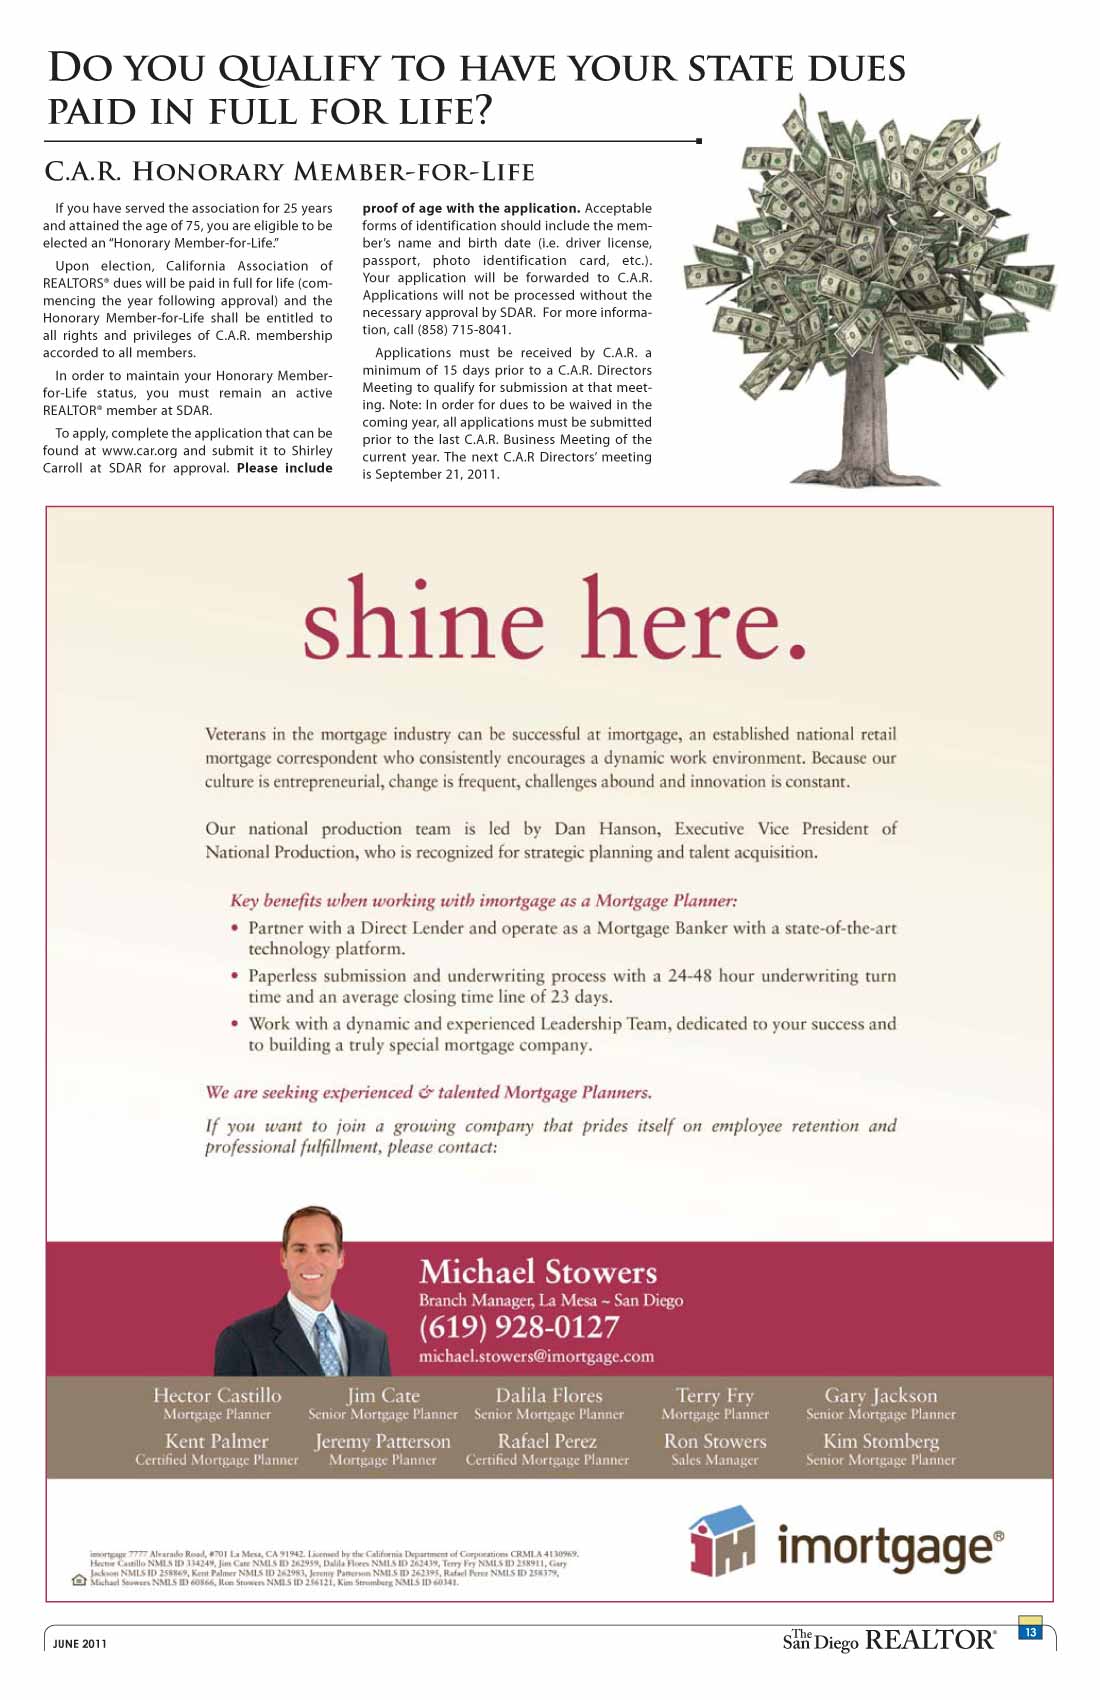 DO YOU QUALIFY TO HAVE YOUR STATE DUES
PAID IN FULL FOR LIFE?
C.A.R. HONORARY MEMBER-FOR-LIFE
If you have served the association for 25 years
and attained the age of 75, you are eligible to be
elected an “Honorary Member-for-Life.”
Upon election, California Association of
REALTORS® dues will be paid in full for life (com-
mencing the year following approval) and the
Honorary Member-for-Life shall be entitled to
all rights and privileges of C.A.R. membership
accorded to all members.
In order to maintain your Honorary Member-
for-Life status, you must remain an active
REALTOR® member at SDAR.
To apply, complete the application that can be
found at www.car.org and submit it to Shirley
Carroll at SDAR for approval. Please include
proof of age with the application. Acceptable
forms of identification should include the mem-
ber’s name and birth date (i.e. driver license,
passport, photo identification card, etc.).
Your application will be forwarded to C.A.R.
Applications will not be processed without the
necessary approval by SDAR. For more informa-
tion, call (858) 715-8041.
Applications must be received by C.A.R. a
minimum of 15 days prior to a C.A.R. Directors
Meeting to qualify for submission at that meet-
ing. Note: In order for dues to be waived in the
coming year, all applications must be submitted
prior to the last C.A.R. Business Meeting of the
current year. The next C.A.R Directors’ meeting
is September 21, 2011.
shine here.
Veterans in the mortgage industry can be successful at imortgage, an established national retail
mortgage correspondent who consistently encourages a dynamic work environment. Because our
culture is entrepreneurial, change is frequent, challenges abound and innovation is constant.
Our national production team is led by Dan Hanson, Executive Vice President of
National Production, who is recognized for strategic planning and talent acquisition.
Key benefits when working with imortgage as a Mortgage Planner:
• Partner with a Direct Lender and operate as a Mortgage Banker with a state-of-the-art
technology platform.
• Paperless submission and underwriting process with a 24-48 hour underwriting turn
time and an average closing time line of 23 days.
• Work with a dynamic and experienced Leadership Team, dedicated to your success and
to building a truly special mortgage company.
We are seeking experienced & talented Mortgage Planners.
If you want to join a growing company that prides itself on employee retention and
professional fulfillment, please contact:
Michael Stowers
Branch Manager, La Mesa ~ San Diego
(619) 928-0127
michael.stowers@imortgage.com
Hector Castillo Jim Cate Dalila Flores Terry Fry Gary Jackson
Mortgage Planner Senior Mortgage Planner Senior Mortgage Planner Mortgage Planner Senior Mortgage Planner
Kent Palmer Jeremy Patterson Rafael Perez Ron Stowers Kim Stomberg
Certified Mortgage Planner Mortgage Planner Certified Mortgage Planner Sales Manager Senior Mortgage Planner
imortgage 7777 Alvarado Road, #701 La Mesa, CA 91942. Licensed by the California Department of Corporations CRMLA 4130969.
Hector Castillo NMLS ID 334249, Jim Cate NMLS ID 262959, Dalila Flores NMLS ID 262439, Terry Fry NMLS ID 258911, Gary
Jackson NMLS ID 258869, Kent Palmer NMLS ID 262983, Jeremy Patterson NMLS ID 262395, Rafael Perez NMLS ID 258379,
Michael Stowers NMLS ID 60866, Ron Stowers NMLS ID 256121, Kim Stromberg NMLS ID 60341.
imortgage®
JUNE 2011
The San Diego REALTOR®
13